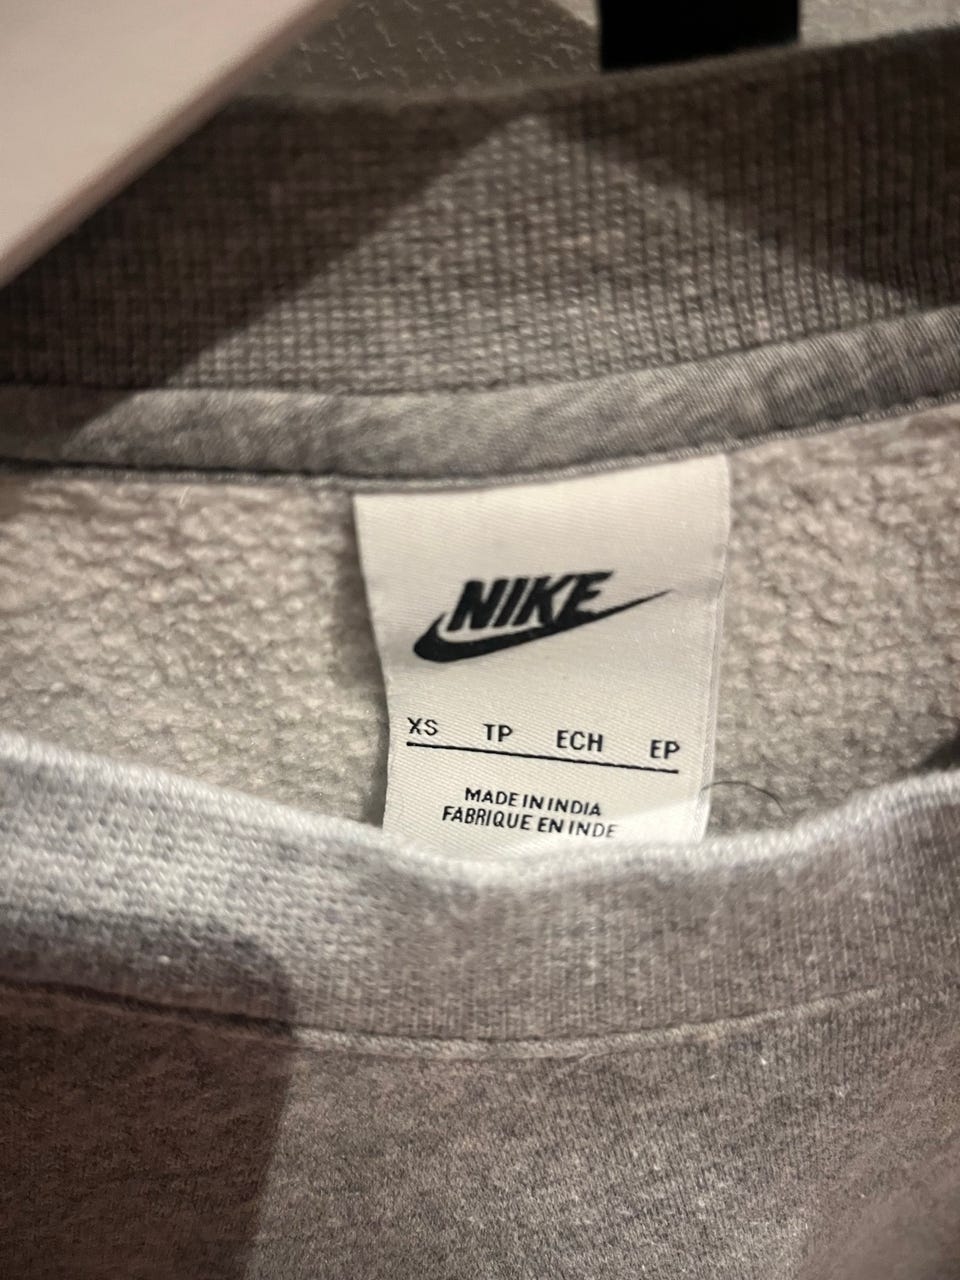 NIKE
XS TP ECH EP
MADE IN INDIA
FABRIQUE EN INDE